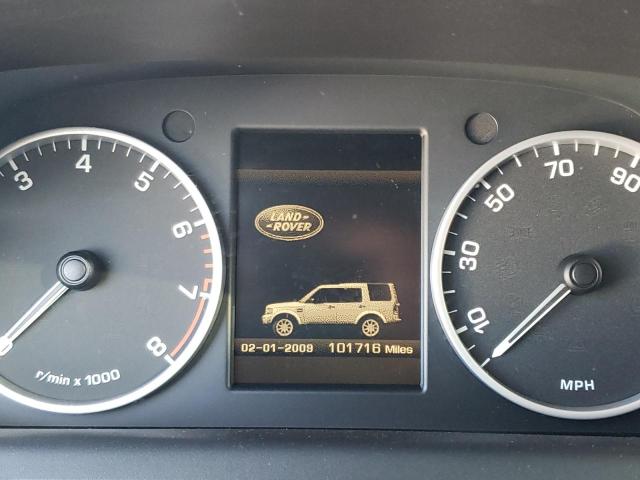 3 4 5 6 7 8
r/min x 1000
LAND-
-ROVER
02-01-2009 101716 Miles
10 30 50 70 90
MPH